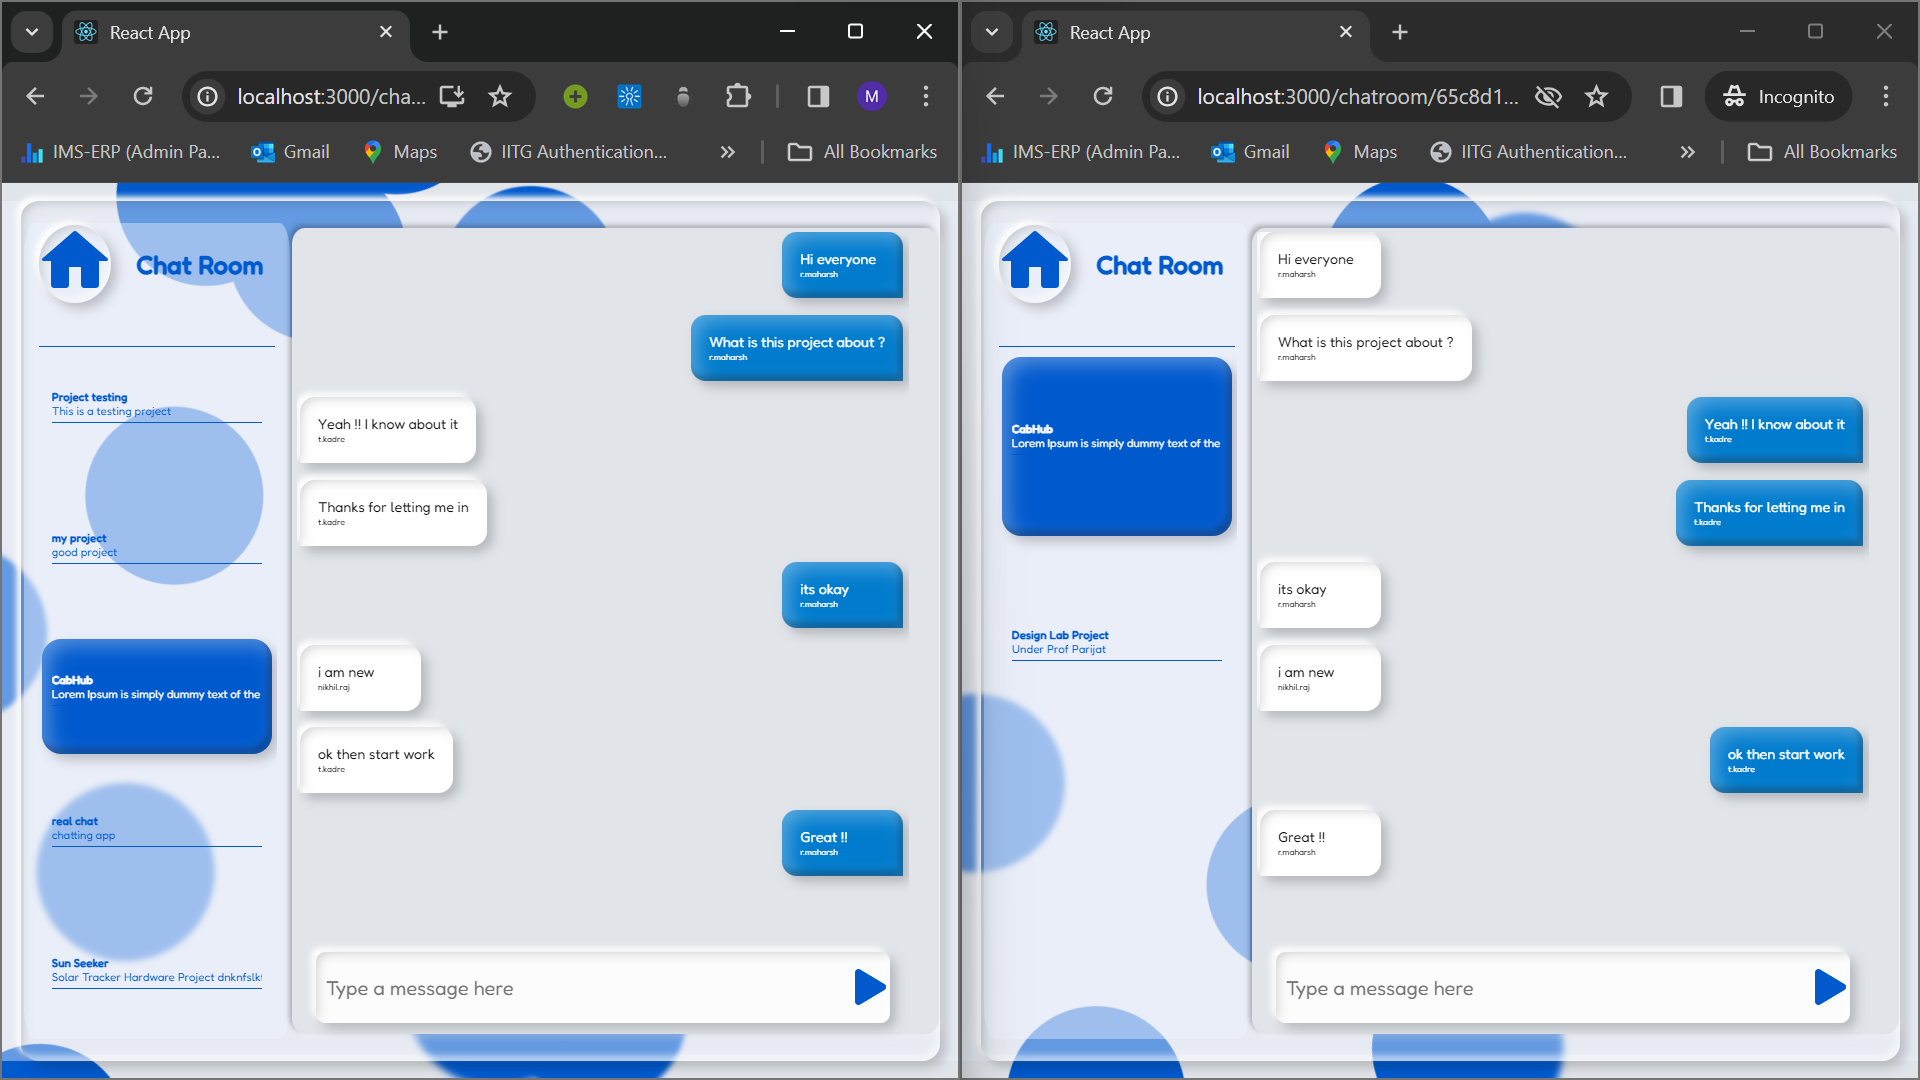 React App
localhost:3000/cha...
M
IMS-ERP (Admin Pa...
Gmail
Maps
IITG Authentication...
All Bookmarks
Chat Room
Project testing
This is a testing project
my project
good project
CabHub
Lorem Ipsum is simply dummy text of the
real chat
chatting app
Sun Seeker
Solar Tracker Hardware Project dnknfslk
Hi everyone
r.maharsh
What is this project about ?
r.maharsh
Yeah !! I know about it
t.kadre
Thanks for letting me in
t.kadre
its okay
r.maharsh
i am new
nikhil.raj
ok then start work
t.kadre
Great !!
r.maharsh
Type a message here
React App
localhost:3000/chatroom/65c8d1...
Incognito
IMS-ERP (Admin Pa...
Gmail
Maps
IITG Authentication...
All Bookmarks
Chat Room
CabHub
Lorem Ipsum is simply dummy text of the
Design Lab Project
Under Prof Parijat
Hi everyone
r.maharsh
What is this project about ?
r.maharsh
Yeah !! I know about it
t.kadre
Thanks for letting me in
t.kadre
its okay
r.maharsh
i am new
nikhil.raj
ok then start work
t.kadre
Great !!
r.maharsh
Type a message here